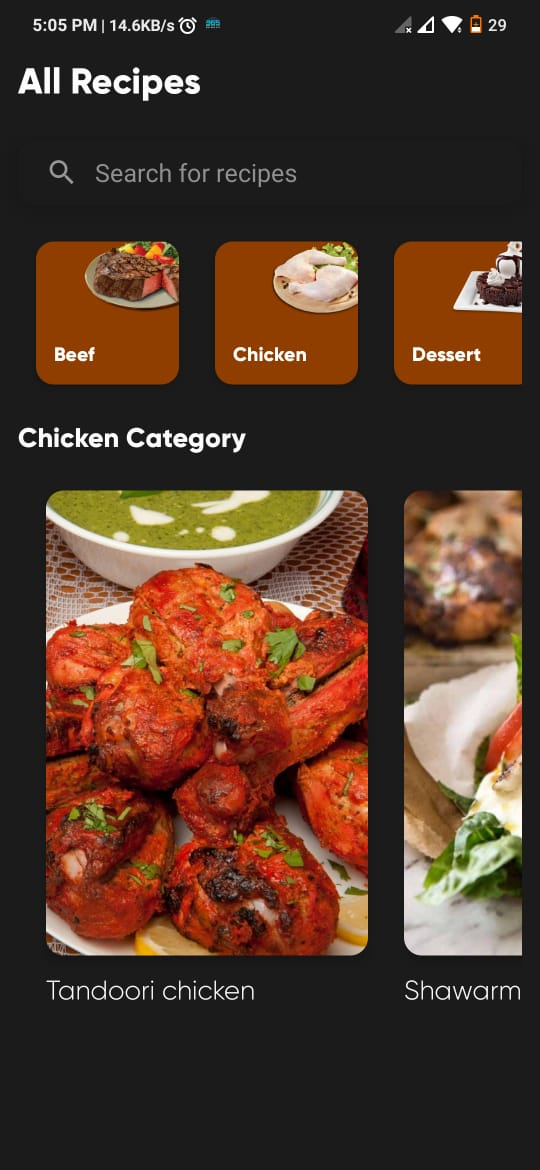 5:05 PM | 14.6KB/s
29
All Recipes
Search for recipes
Beef
Chicken
Dessert
Chicken Category
Tandoori chicken
Shawarm